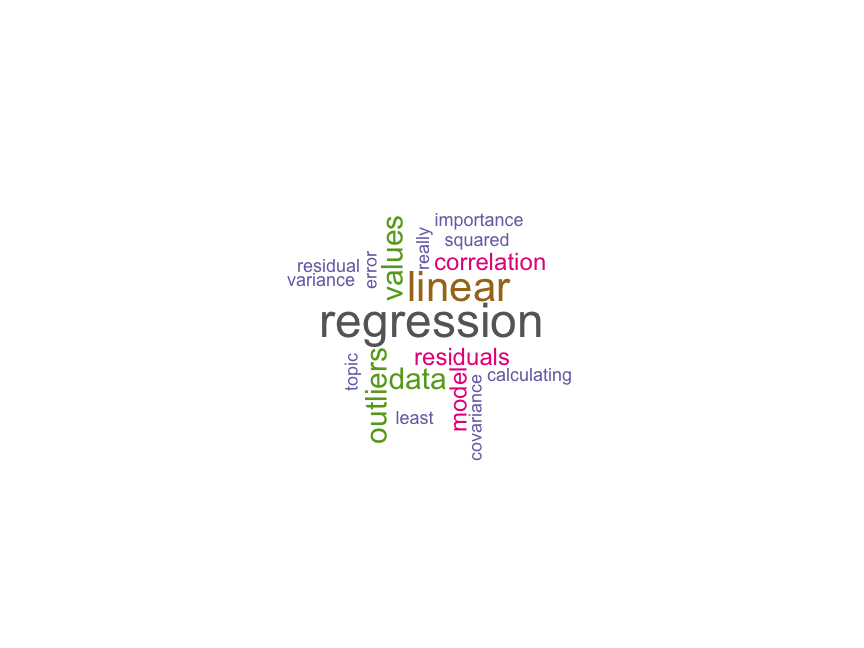 importance
values
really
squared
error
correlation
residual
variance
linear
regression
residuals
topic
outliers
data
model
calculating
covariance
least